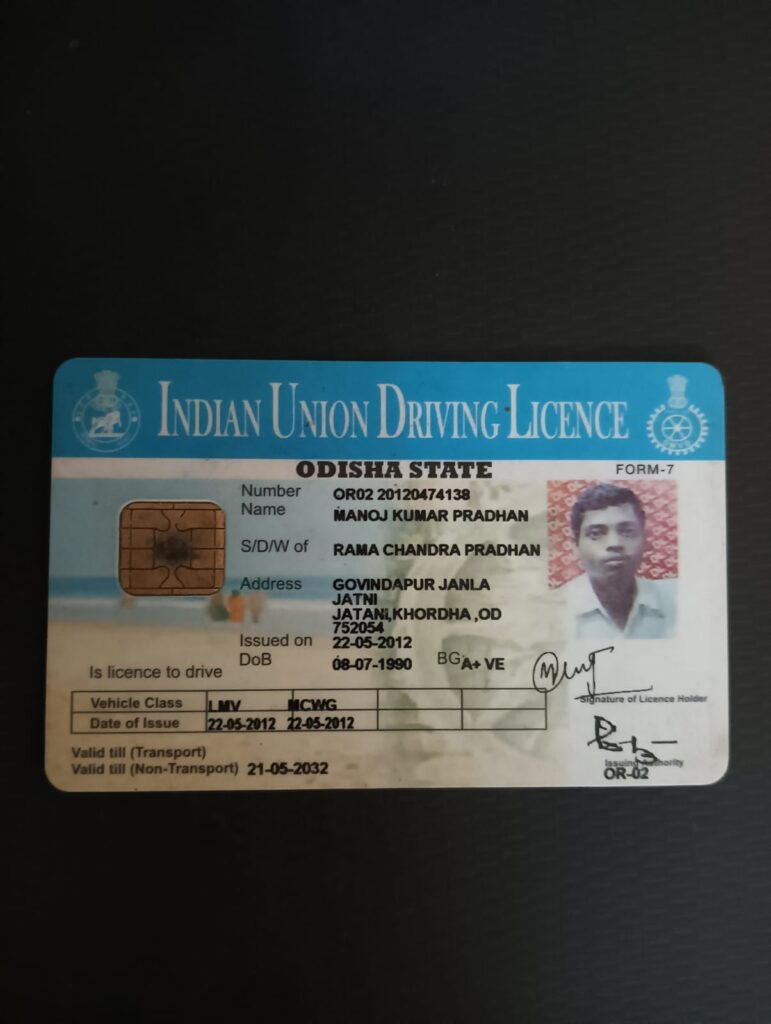 INDIAN UNION DRIVING LICENCE
ODISHA STATE
FORM-7
Number OR02 20120474138
Name MANOJ KUMAR PRADHAN
S/D/W of RAMA CHANDRA PRADHAN
Address GOVINDAPUR JANLA
JATNI
JATANI,KHORDHA ,OD
752054
Issued on 22-05-2012
DoB 08-07-1990 BG: A+ VE
Is licence to drive
Signature of Licence Holder
Vehicle Class LMV MCWG
Date of Issue 22-05-2012 22-05-2012
Valid till (Transport)
Valid till (Non-Transport) 21-05-2032
Issuing Authority
OR-02